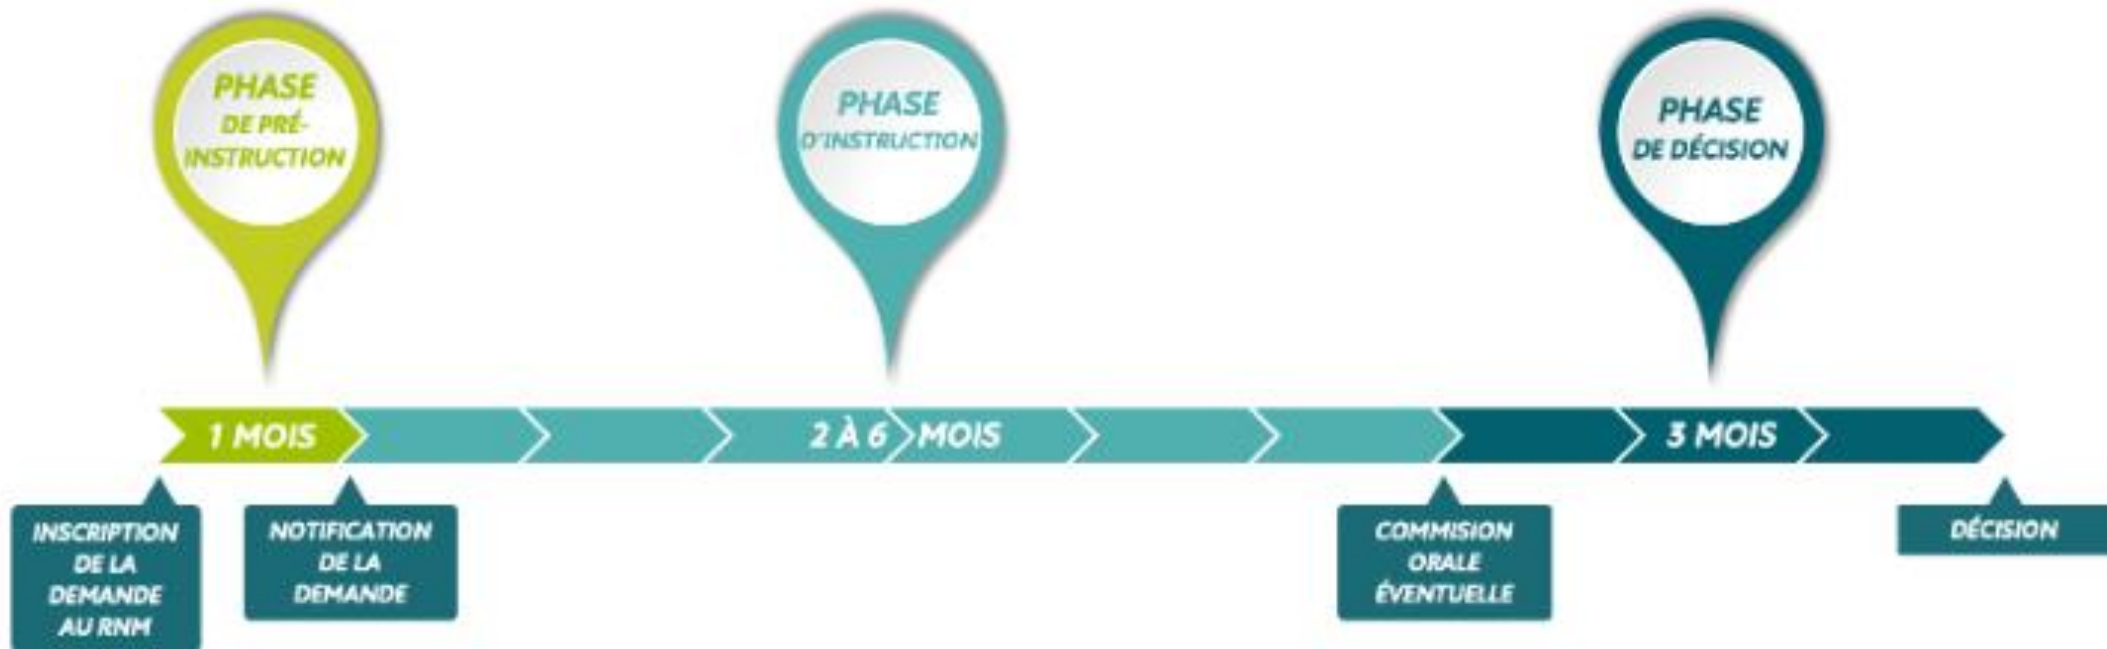 PHASE
DE PRÉ-
INSTRUCTION
PHASE
D'INSTRUCTION
PHASE
DE DÉCISION
1 MOIS
2 À 6 MOIS
3 MOIS
INSCRIPTION
DE LA
DEMANDE
AU RNM
NOTIFICATION
DE LA
DEMANDE
COMMISION
ORALE
ÉVENTUELLE
DÉCISION